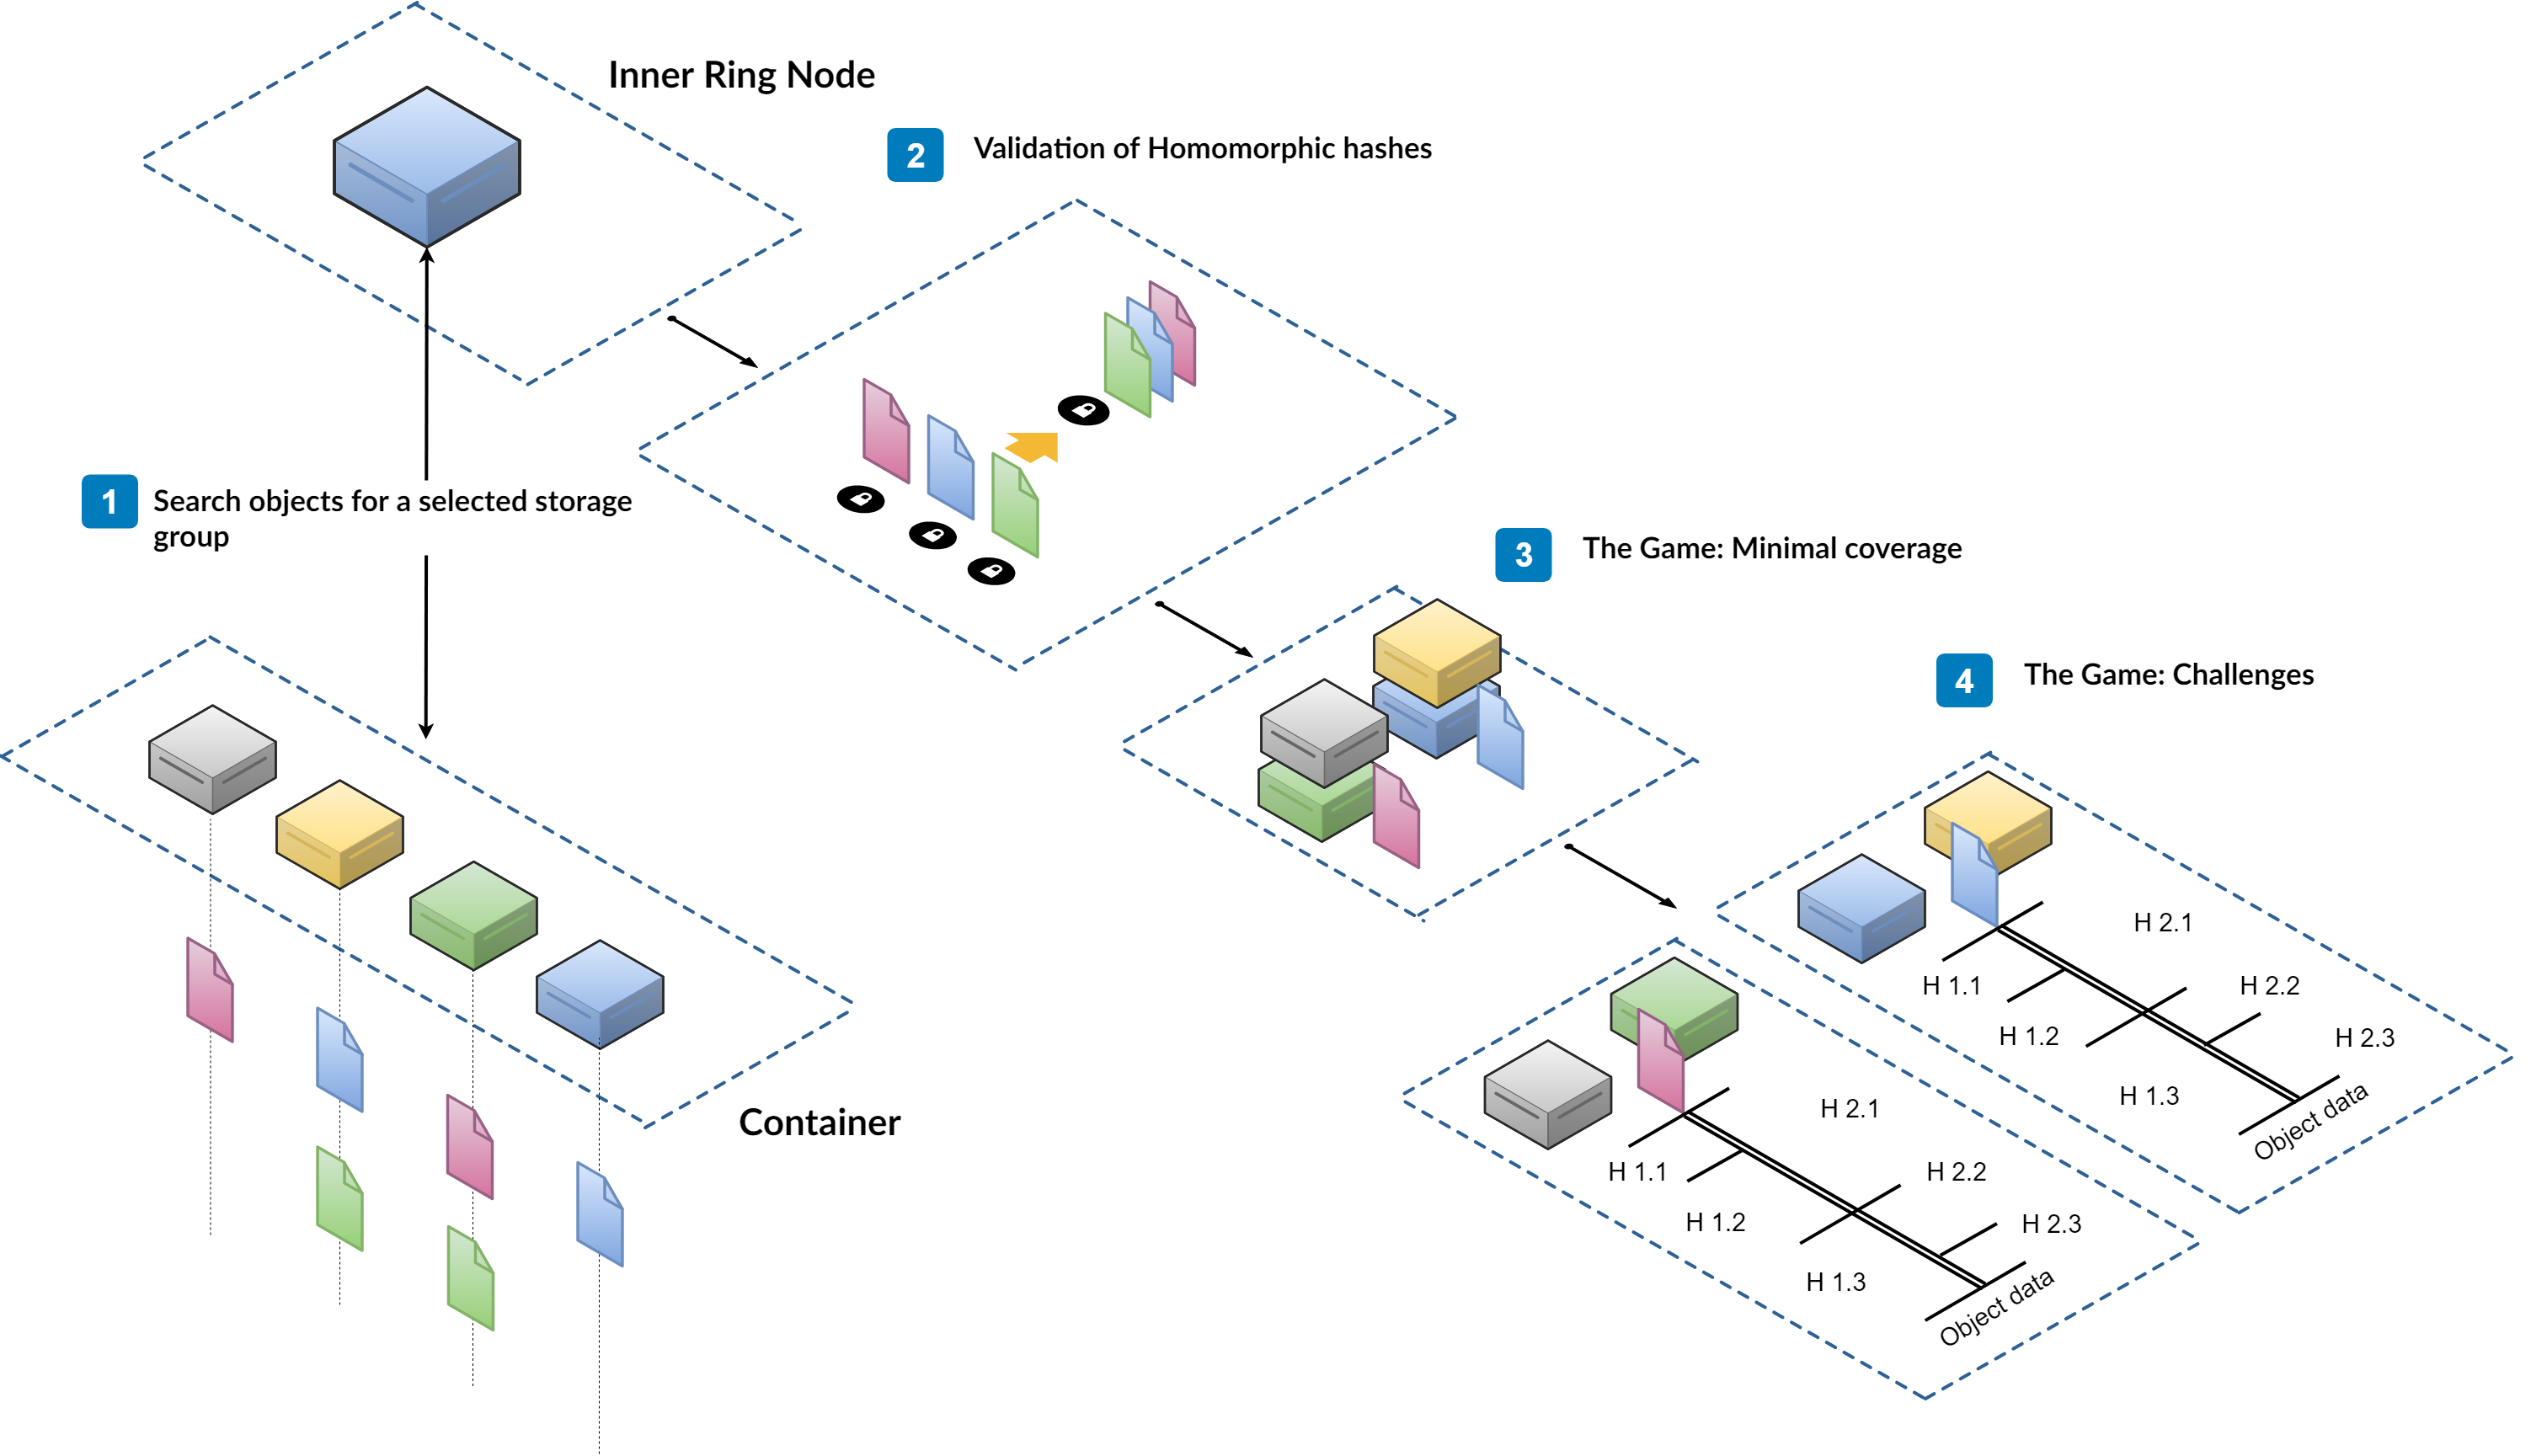 Inner Ring Node
2 Validation of Homomorphic hashes
1 Search objects for a selected storage
group
3 The Game: Minimal coverage
4 The Game: Challenges
Container
H 2.1
H 1.1
H 2.2
H 1.2
H 2.3
H 1.3
Object data
H 2.1
H 1.1
H 2.2
H 1.2
H 2.3
H 1.3
Object data